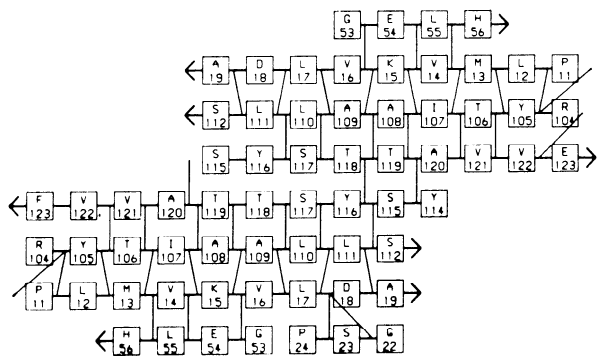 G 53 E 54 L 55 H 56
A 19 D 18 L 17 V 16 K 15 V 14 M 13 L 12 P 11
S 112 L 111 L 110 A 109 A 108 I 107 T 106 Y 105 R 104
S 115 Y 116 S 117 T 118 T 119 A 120 V 121 V 122 E 123
F 123 V 122 V 121 A 120 T 119 T 118 S 117 Y 116 S 115 Y 114
R 104 Y 105 T 106 I 107 A 108 A 109 L 110 L 111 S 112
P 11 L 12 M 13 V 14 K 15 V 16 L 17 D 18 A 19
H 56 L 55 E 54 G 53 P 24 S 23 G 22